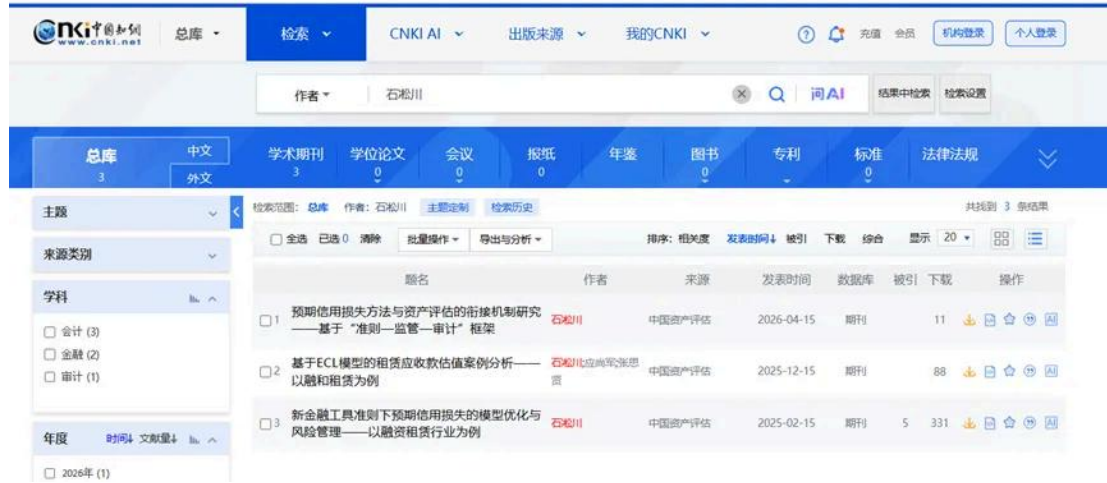 cnki中国知网
www.cnki.net
总库
检索
CNKI AI
出版来源
我的CNKI
充值
会员
机构登录
个人登录
作者
石松川
问AI
结果中检索
检索设置
总库
3
中文
外文
学术期刊
3
学位论文
0
会议
0
报纸
0
年鉴
图书
0
专利
标准
0
法律法规
主题
来源类别
学科
会计 (3)
金融 (2)
审计 (1)
年度 时间↓ 文献量↓
2026年 (1)
检索范围：总库 作者：石松川 主题定制 检索历史
共找到 3 条结果
全选 已选0 清除 批量操作 导出与分析 排序：相关度 发表时间↓ 被引 下载 综合 显示 20
题名 作者 来源 发表时间 数据库 被引 下载 操作
1 预期信用损失方法与资产评估的衔接机制研究
——基于“准则—监管—审计”框架
石松川 中国资产评估 2026-04-15 期刊 11
2 基于ECL模型的租赁应收款估值案例分析——
以融和租赁为例
石松川;应尚军;张思
贤
中国资产评估 2025-12-15 期刊 88
3 新金融工具准则下预期信用损失的模型优化与
风险管理——以融资租赁行业为例
石松川 中国资产评估 2025-02-15 期刊 5 331